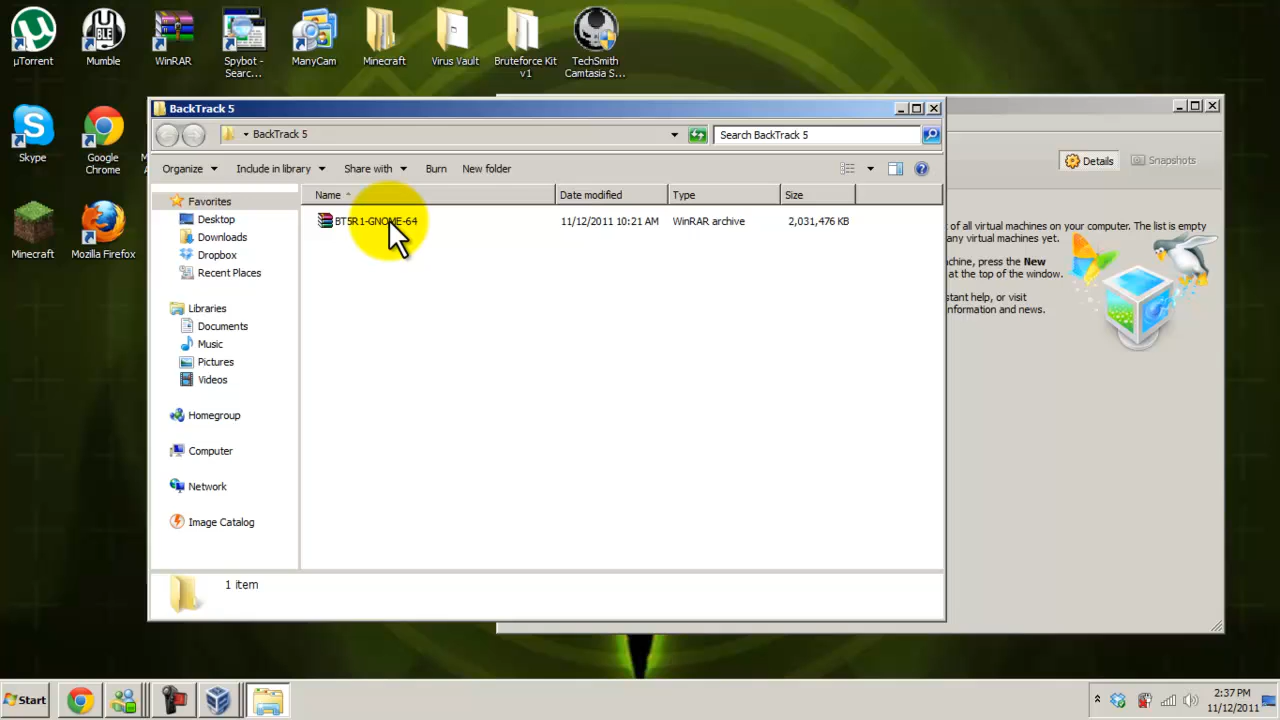 µTorrent
Mumble
WinRAR
Spybot -
Searc...
ManyCam
Minecraft
Virus Vault
Bruteforce Kit
v1
TechSmith
Camtasia S...
Skype
Google
Chrome
M
Minecraft
Mozilla Firefox
BackTrack 5
BackTrack 5
Search BackTrack 5
Organize
Include in library
Share with
Burn
New folder
Favorites
Desktop
Downloads
Dropbox
Recent Places
Libraries
Documents
Music
Pictures
Videos
Homegroup
Computer
Network
Image Catalog
Name
Date modified
Type
Size
BT5R1-GNOME-64
11/12/2011 10:21 AM
WinRAR archive
2,031,476 KB
1 item
Details
Snapshots
of all virtual machines on your computer. The list is empty
any virtual machines yet.
achine, press the New
at the top of the window.
stant help, or visit
nformation and news.
Start
2:37 PM
11/12/2011